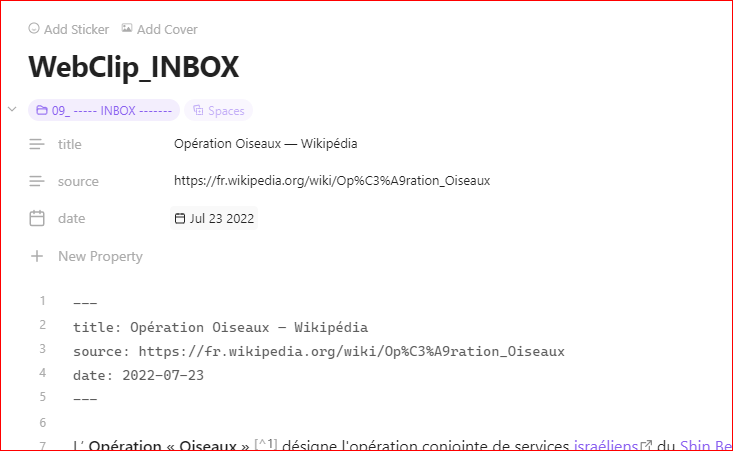 Add Sticker Add Cover
WebClip_INBOX
09_ ----- INBOX ------- Spaces
title Opération Oiseaux — Wikipédia
source https://fr.wikipedia.org/wiki/Op%C3%A9ration_Oiseaux
date Jul 23 2022
New Property
1 ---
2 title: Opération Oiseaux — Wikipédia
3 source: https://fr.wikipedia.org/wiki/Op%C3%A9ration_Oiseaux
4 date: 2022-07-23
5 ---
6
7 L’ Opération « Oiseaux » [^1] désigne l'opération conjointe de services israéliens du Shin Be